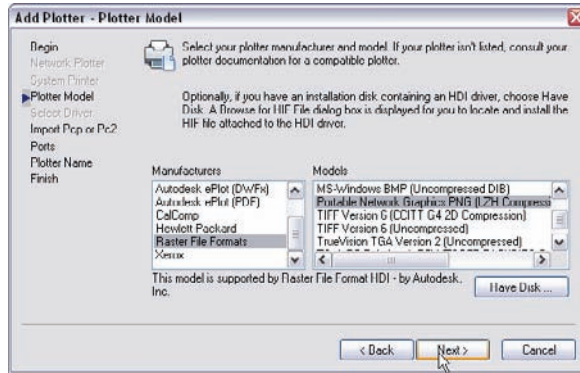 Add Plotter - Plotter Model
Begin
Network Plotter
System Printer
Plotter Model
Select Driver
Import Pcp or Pc2
Ports
Plotter Name
Finish
Select your plotter manufacturer and model. If your plotter isn't listed, consult your
plotter documentation for a compatible plotter.
Optionally, if you have an installation disk containing an HDI driver, choose Have
Disk. A Browse for HIF File dialog box is displayed for you to locate and install the
HIF file attached to the HDI driver.
Manufacturers
Autodesk ePlot (DWFx)
Autodesk ePlot (PDF)
CalComp
Hewlett Packard
Raster File Formats
Xerox
Models
MS-Windows BMP (Uncompressed DIB)
Portable Network Graphics PNG (LZH Compressi
TIFF Version 6 (CCITT G4 2D Compression)
TIFF Version 6 (Uncompressed)
TrueVision TGA Version 2 (Uncompressed)
This model is supported by Raster File Format HDI - by Autodesk,
Inc.
Have Disk ...
< Back
Next >
Cancel